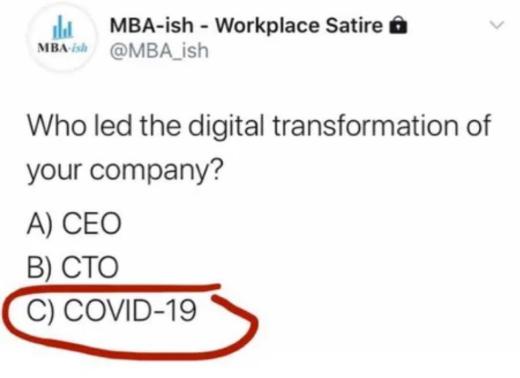 MBA-ish - Workplace Satire
MBA-ish
@MBA_ish
Who led the digital transformation of
your company?
A) CEO
B) CTO
C) COVID-19